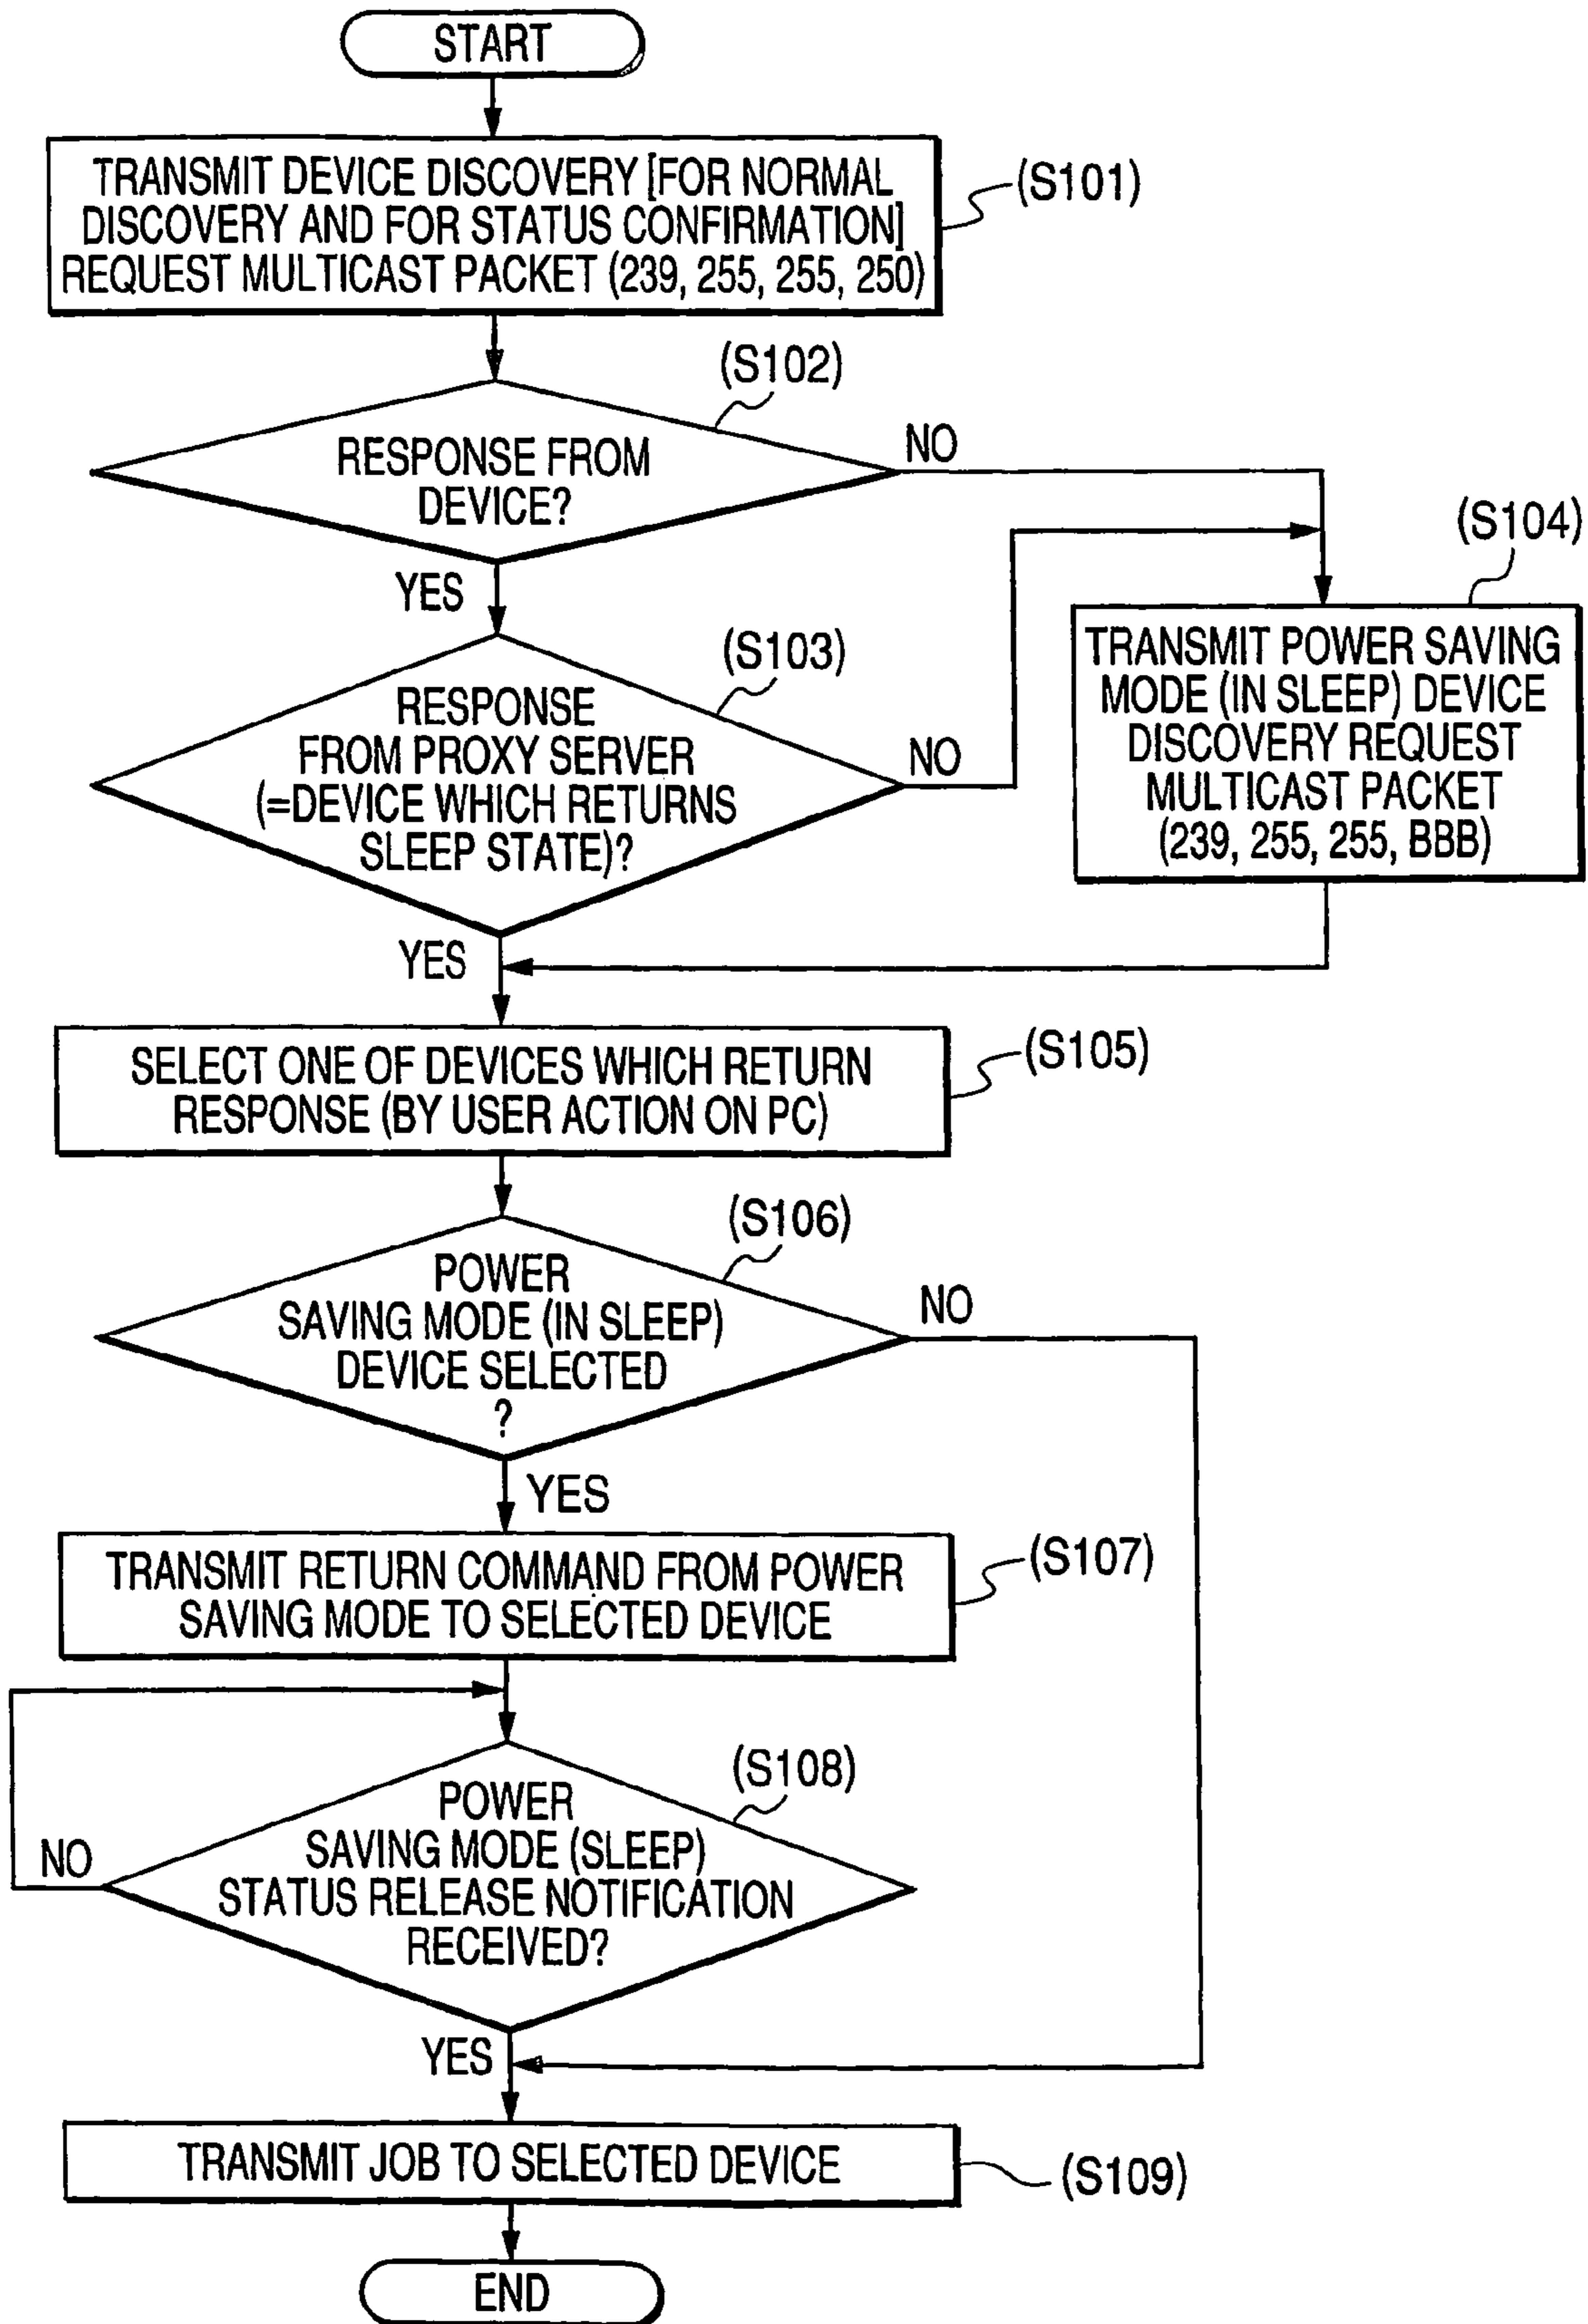 START
TRANSMIT DEVICE DISCOVERY [FOR NORMAL
DISCOVERY AND FOR STATUS CONFIRMATION]
REQUEST MULTICAST PACKET (239, 255, 255, 250)
(S101)
(S102)
RESPONSE FROM
DEVICE?
NO
YES
(S104)
TRANSMIT POWER SAVING
MODE (IN SLEEP) DEVICE
DISCOVERY REQUEST
MULTICAST PACKET
(239, 255, 255, BBB)
(S103)
RESPONSE
FROM PROXY SERVER
(=DEVICE WHICH RETURNS
SLEEP STATE)?
NO
YES
SELECT ONE OF DEVICES WHICH RETURN
RESPONSE (BY USER ACTION ON PC)
(S105)
(S106)
POWER
SAVING MODE (IN SLEEP)
DEVICE SELECTED
?
NO
YES
TRANSMIT RETURN COMMAND FROM POWER
SAVING MODE TO SELECTED DEVICE
(S107)
(S108)
POWER
SAVING MODE (SLEEP)
STATUS RELEASE NOTIFICATION
RECEIVED?
NO
YES
TRANSMIT JOB TO SELECTED DEVICE
(S109)
END